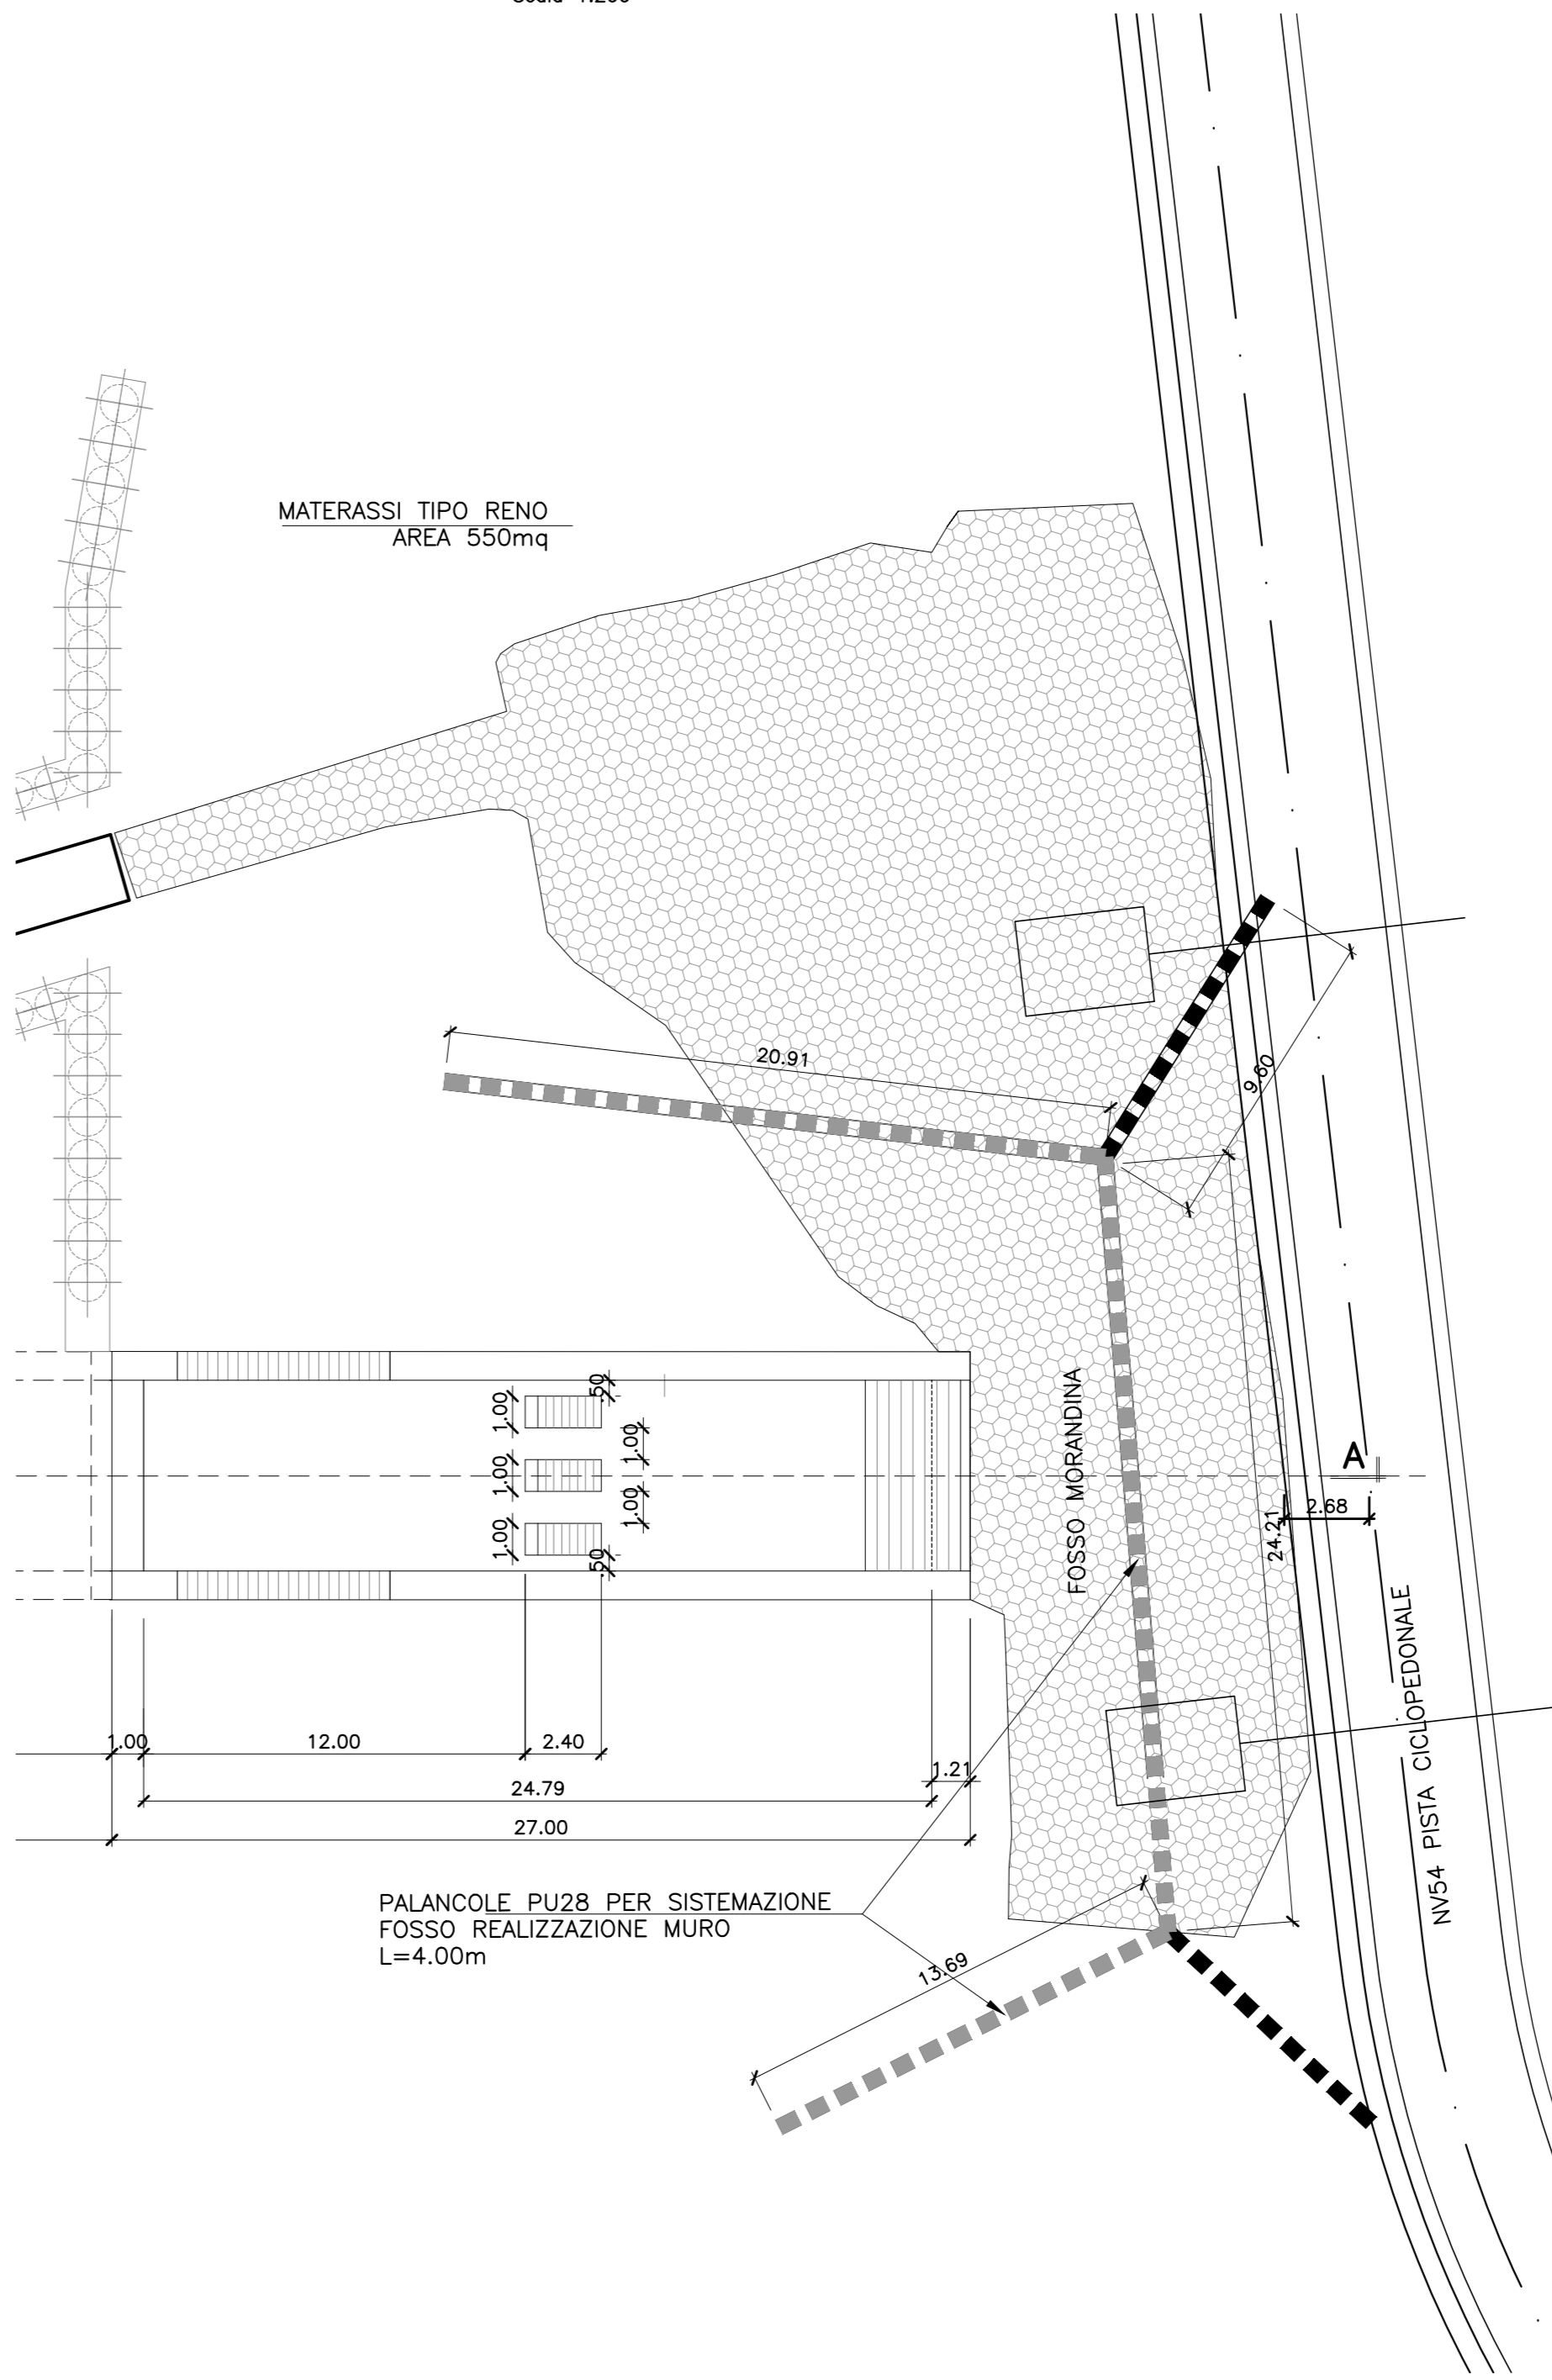 MATERASSI TIPO RENO
AREA 550mq
20.91
9.60
FOSSO MORANDINA
.50
1.00
1.00
1.00
1.00
1.00
.50
A
2.68
24.21
NV54 PISTA CICLOPEDONALE
1.00
12.00
2.40
1.21
24.79
27.00
PALANCOLE PU28 PER SISTEMAZIONE
FOSSO REALIZZAZIONE MURO
L=4.00m
13.69